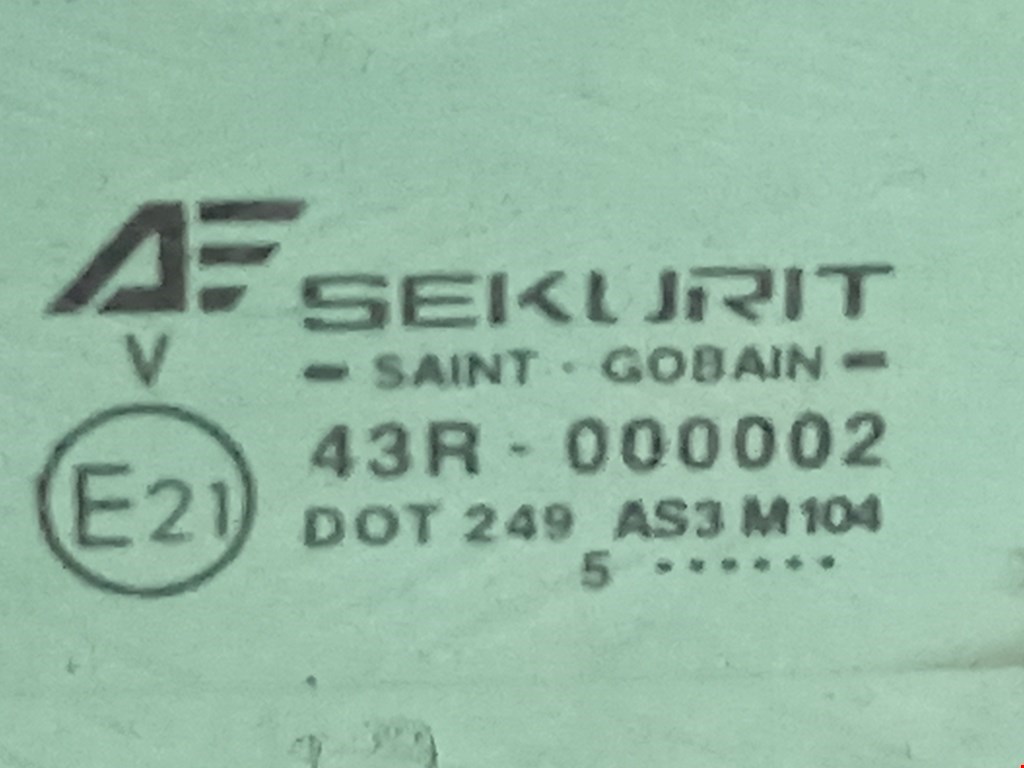 AF SEKURIT
V
– SAINT · GOBAIN –
E21
43R - 000002
DOT 249 AS3 M104
5 ······